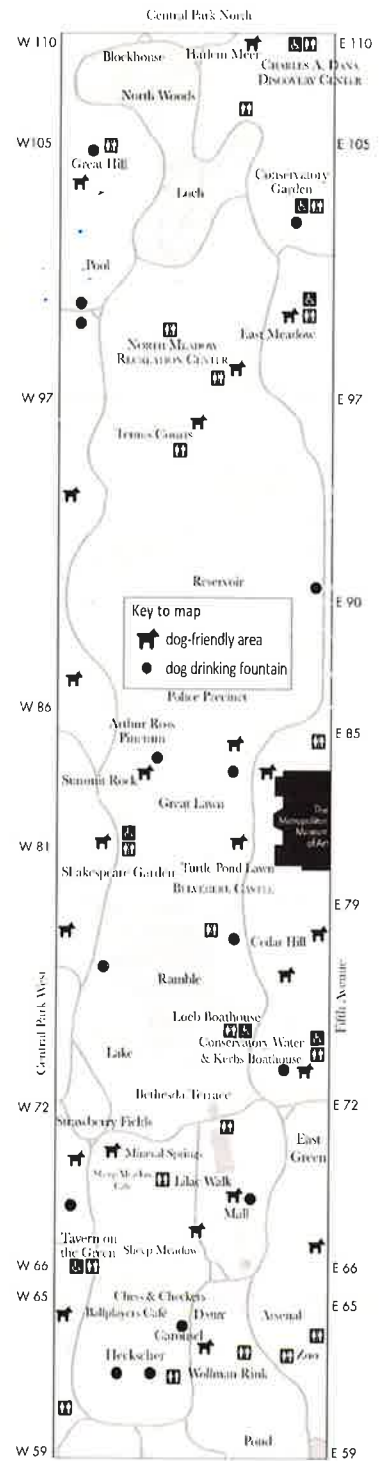 Central Park North
W 110
E 110
Blockhouse
Harlem Meer
CHARLES A. DANA
DISCOVERY CENTER
North Woods
W105
E 105
Great Hill
Conservatory
Garden
Loch
Pool
East Meadow
NORTH MEADOW
RECREATION CENTER
W 97
E 97
Tennis Courts
Reservoir
E 90
Key to map
dog-friendly area
dog drinking fountain
Police Precinct
W 86
Arthur Ross
Pinetum
E 85
Summit Rock
Great Lawn
The
Metropolitan
Museum
of Art
W 81
Shakespeare Garden
Turtle Pond Lawn
BELVEDERE CASTLE
E 79
Cedar Hill
Ramble
Central Park West
Fifth Avenue
Loeb Boathouse
Conservatory Water
& Kerbs Boathouse
Lake
Bethesda Terrace
W 72
E 72
Strawberry Fields
East
Green
Mineral Springs
Sheep Meadow
Cafe
Lilac Walk
Mall
Tavern on
the Green
Sheep Meadow
W 66
E 66
W 65
E 65
Chess & Checkers
Ballplayers Café
Dairy
Arsenal
Carousel
Heckscher
Zoo
Wollman Rink
Pond
W 59
E 59